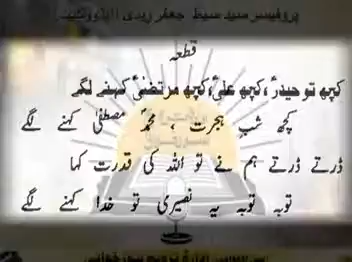 پروفیسر سید سبط جعفر زیدی (ایڈووکیٹ)
قطعہ
کچھ تو حیدرؑ، کچھ علیؑ، کچھ مرتضیٰؑ کہنے لگے
کچھ شبِ ہجرت، محمدؐ مصطفیٰؐ کہنے لگے
ڈرتے ڈرتے ہم نے تو اللہ کی قدرت کہا
توبہ توبہ یہ نصیری تو خدا کہنے لگے